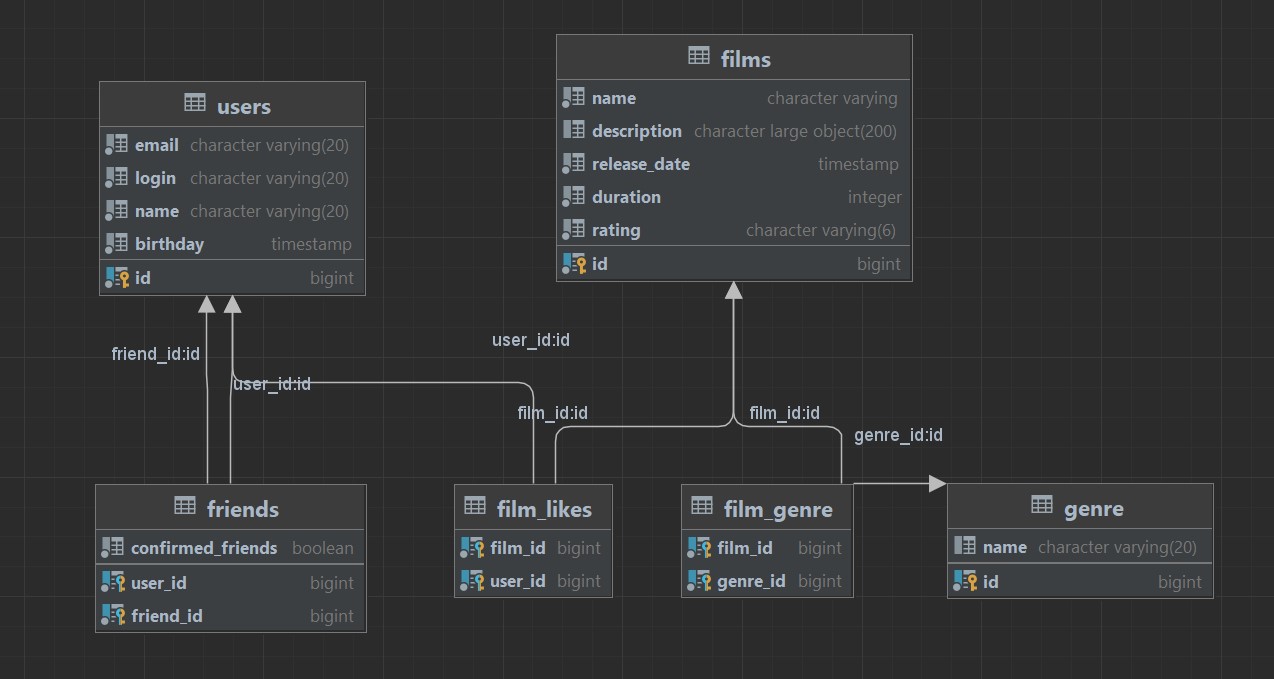 users
email character varying(20)
login character varying(20)
name character varying(20)
birthday timestamp
id bigint
films
name character varying
description character large object(200)
release_date timestamp
duration integer
rating character varying(6)
id bigint
friend_id:id
user_id:id
user_id:id
film_id:id
film_id:id
genre_id:id
friends
confirmed_friends boolean
user_id bigint
friend_id bigint
film_likes
film_id bigint
user_id bigint
film_genre
film_id bigint
genre_id bigint
genre
name character varying(20)
id bigint